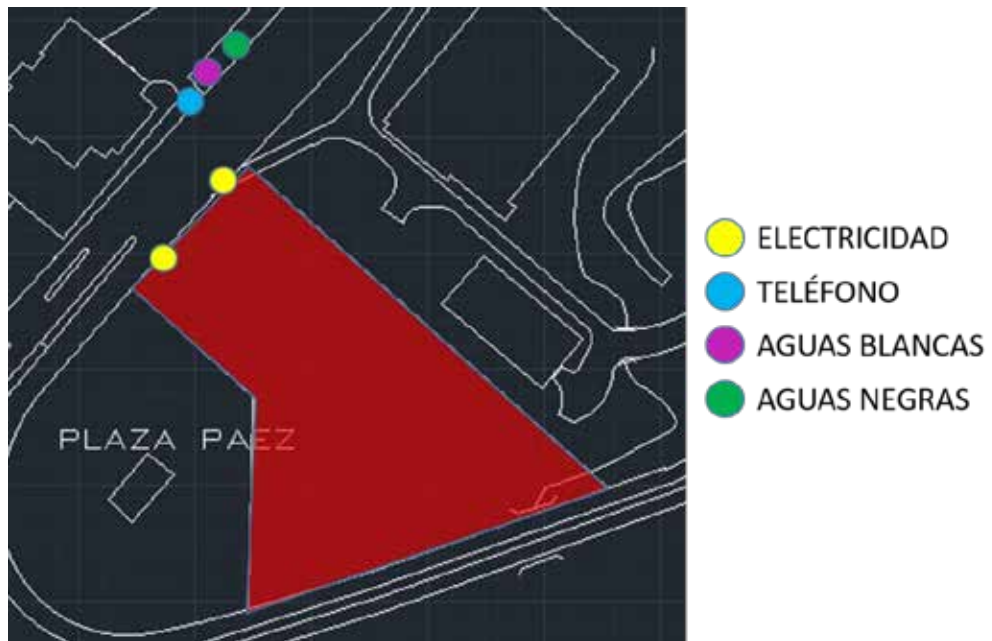 PLAZA PAEZ
ELECTRICIDAD
TELÉFONO
AGUAS BLANCAS
AGUAS NEGRAS